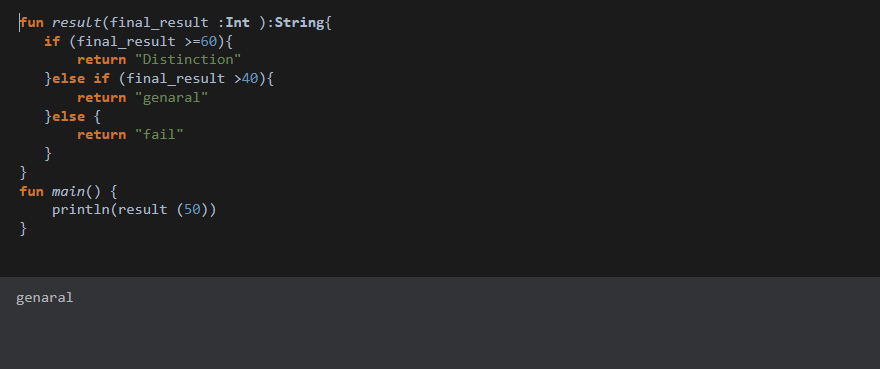 fun result(final_result :Int ):String{
   if (final_result >=60){
       return "Distinction"
   }else if (final_result >40){
       return "genaral"
   }else {
       return "fail"
   }
}
fun main() {
    println(result (50))
}
genaral